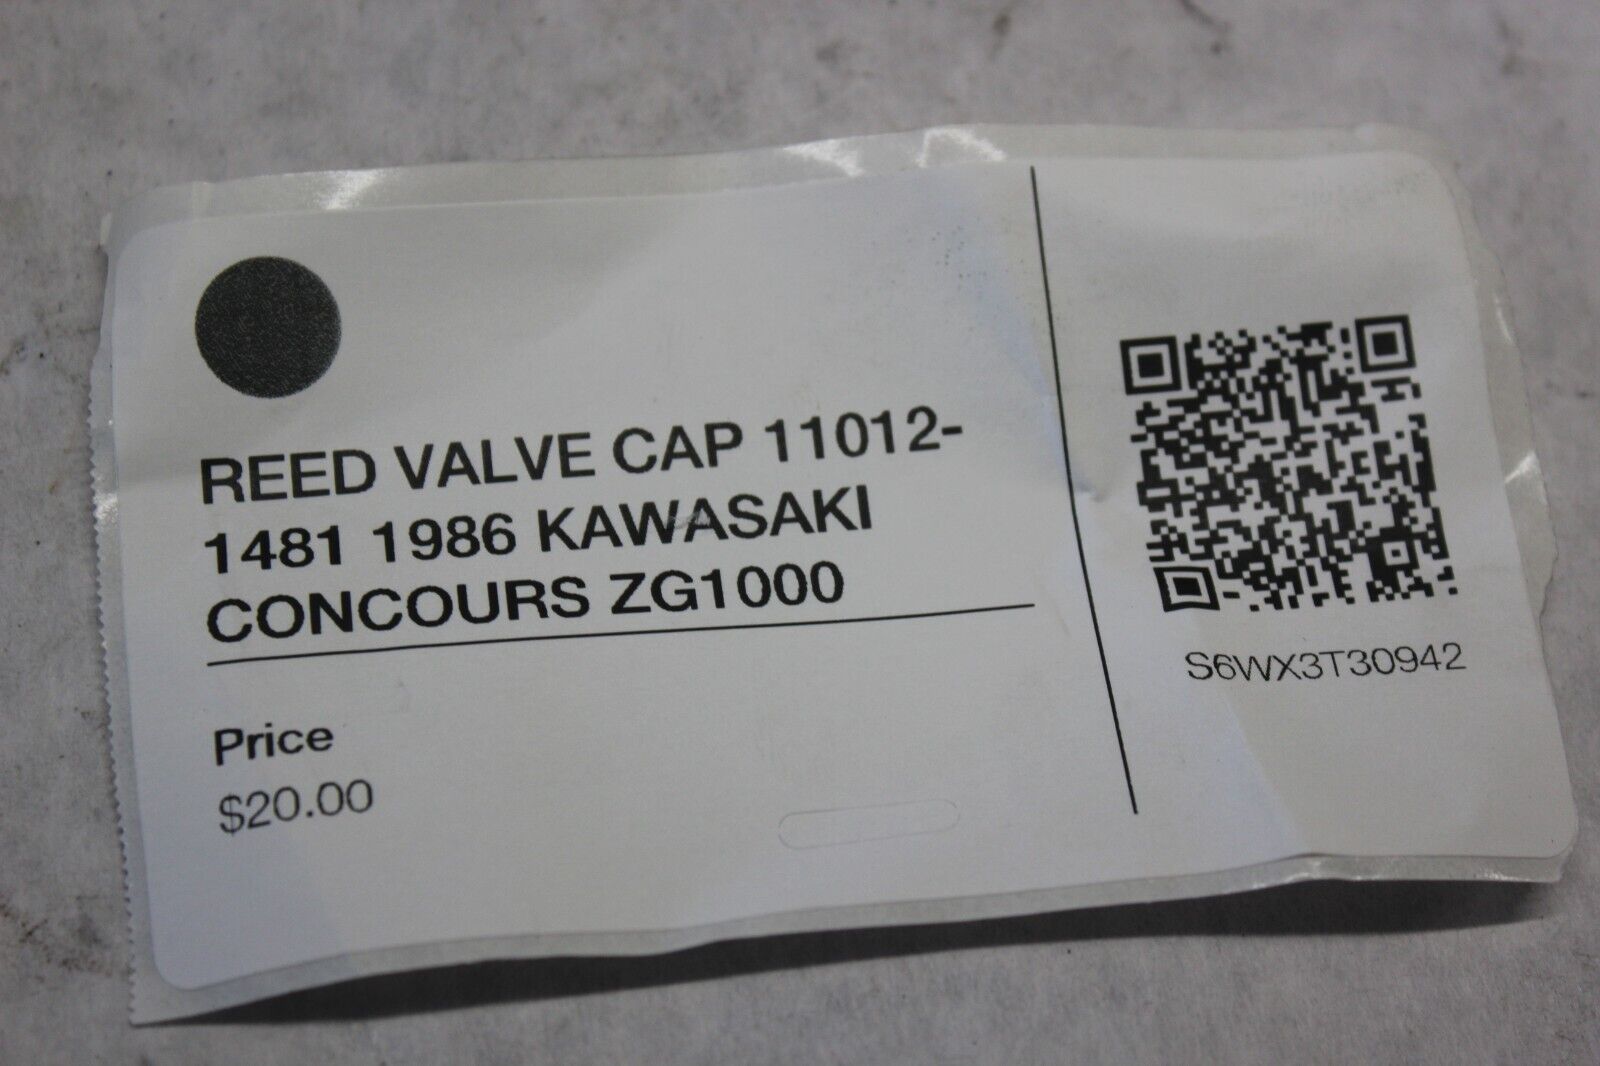 REED VALVE CAP 11012-
1481 1986 KAWASAKI
CONCOURS ZG1000
Price
$20.00
S6WX3T30942